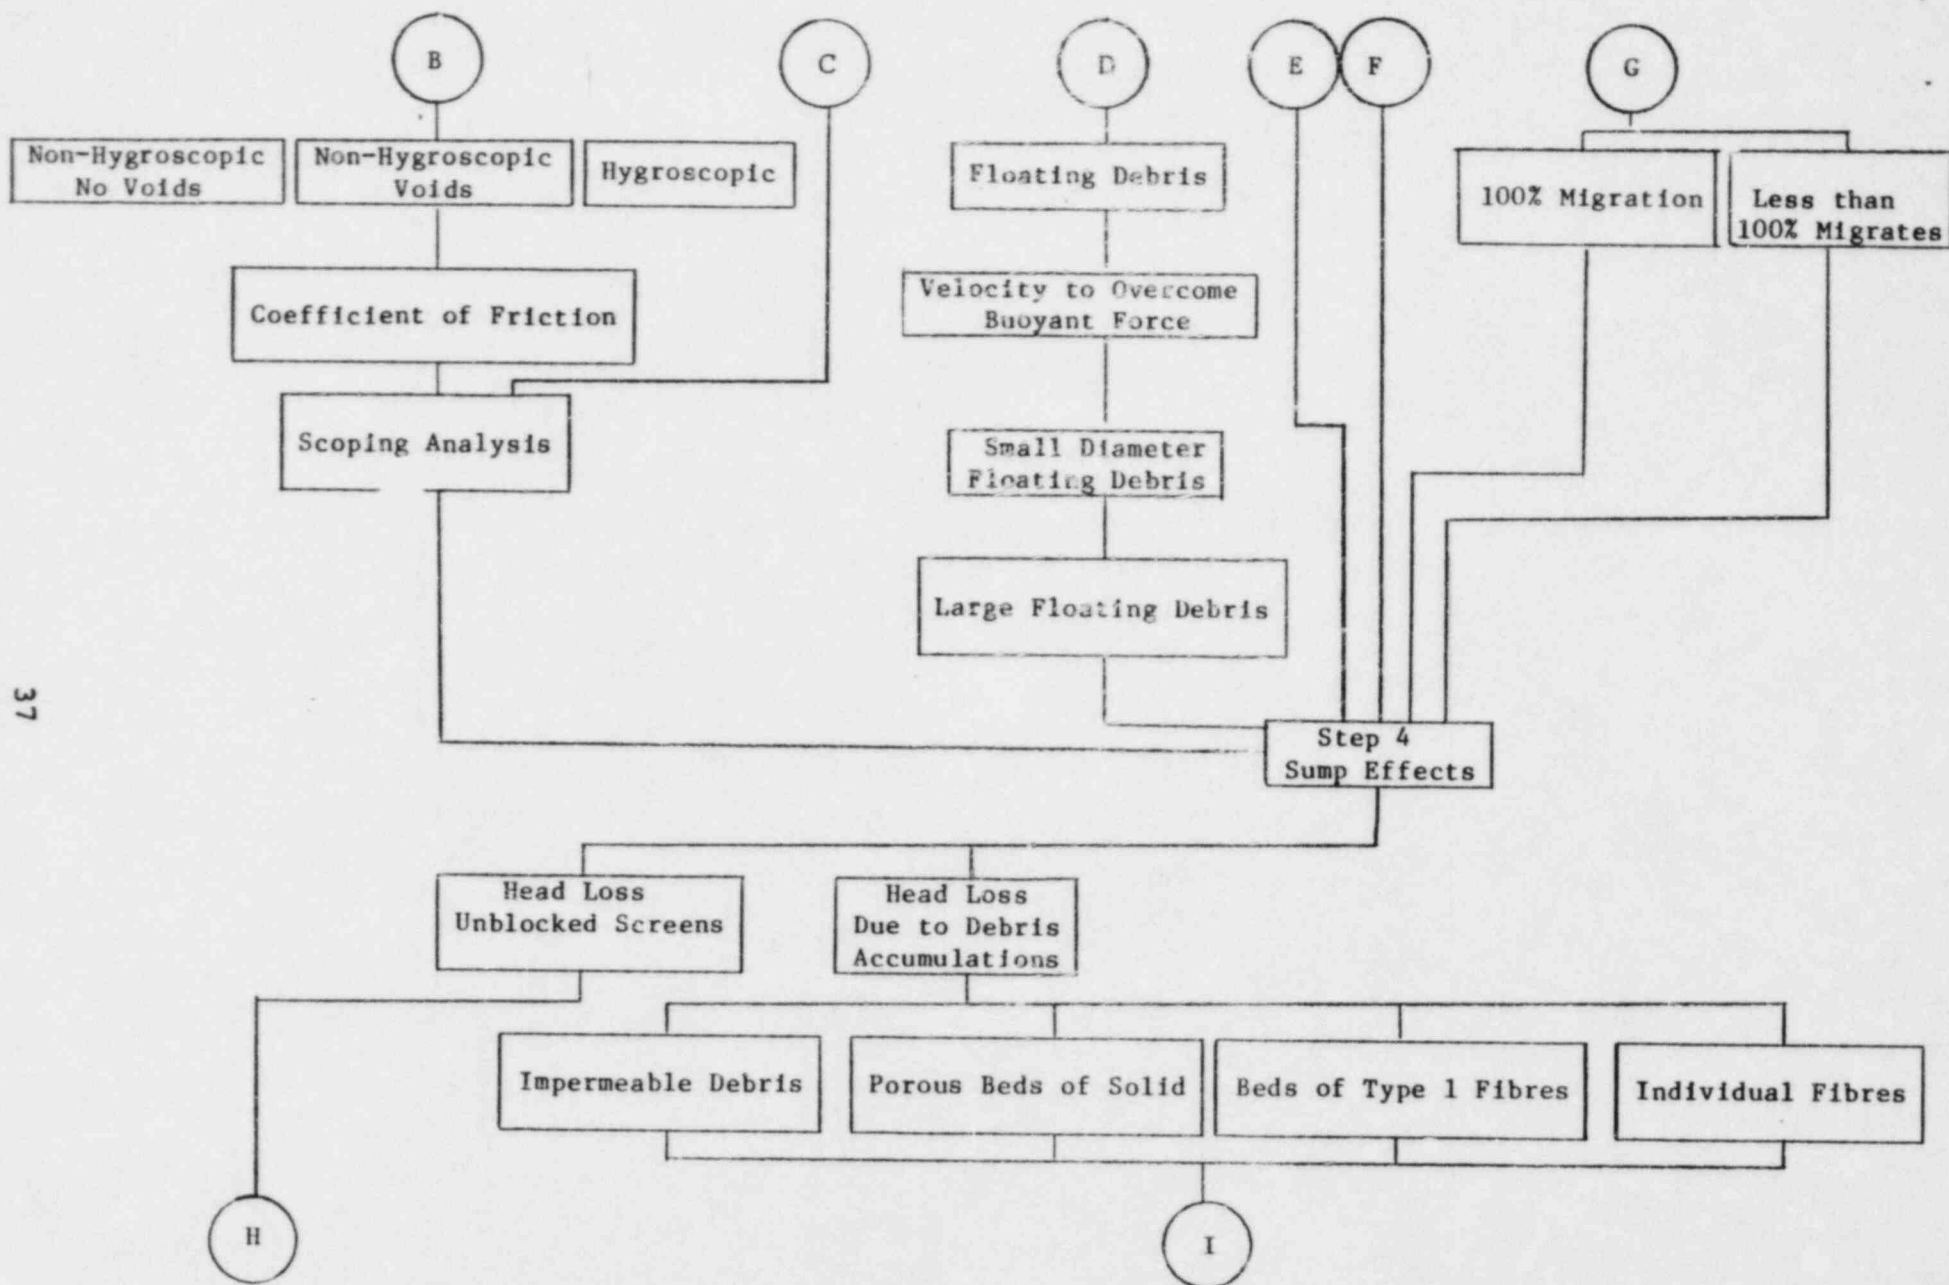 B
C
D
E
F
G
Non-Hygroscopic
No Voids
Non-Hygroscopic
Voids
Hygroscopic
Floating Debris
100% Migration
Less than
100% Migrates
Coefficient of Friction
Velocity to Overcome
Buoyant Force
Scoping Analysis
Small Diameter
Floating Debris
Large Floating Debris
37
Step 4
Sump Effects
Head Loss
Unblocked Screens
Head Loss
Due to Debris
Accumulations
Impermeable Debris
Porous Beds of Solid
Beds of Type 1 Fibres
Individual Fibres
H
I